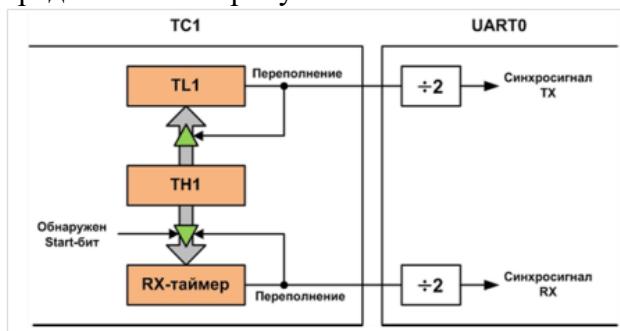 TC1
UART0
TL1
Переполнение
÷2
Синхросигнал
TX
TH1
Обнаружен
Start-бит
RX-таймер
Переполнение
÷2
Синхросигнал
RX